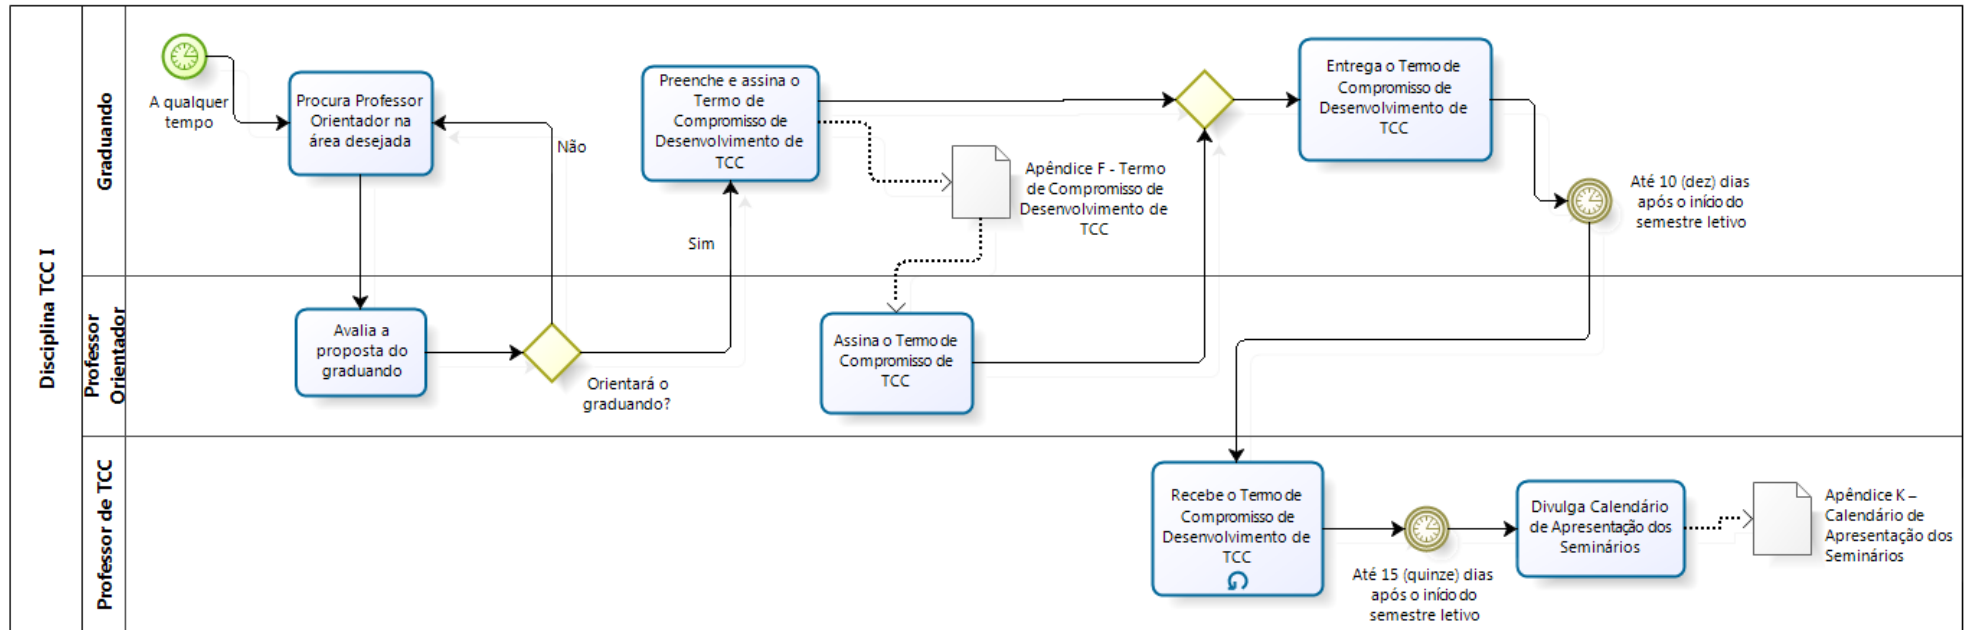 Disciplina TCC I
Graduando
A qualquer
tempo
Procura Professor
Orientador na
área desejada
Não
Preenche e assina o
Termo de
Compromisso de
Desenvolvimento de
TCC
Sim
Apêndice F - Termo
de Compromisso de
Desenvolvimento de
TCC
Entrega o Termo de
Compromisso de
Desenvolvimento de
TCC
Até 10 (dez) dias
após o início do
semestre letivo
Professor
Orientador
Avalia a
proposta do
graduando
Orientará o
graduando?
Assina o Termo de
Compromisso de
TCC
Professor de TCC
Recebe o Termo de
Compromisso de
Desenvolvimento de
TCC
Até 15 (quinze) dias
após o início do
semestre letivo
Divulga Calendário
de Apresentação dos
Seminários
Apêndice K –
Calendário de
Apresentação dos
Seminários